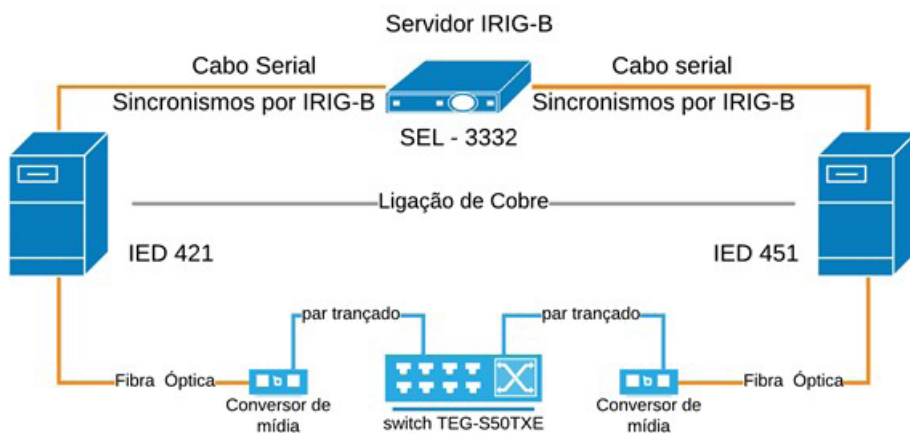 Servidor IRIG-B
Cabo Serial
Cabo serial
Sincronismos por IRIG-B
Sincronismos por IRIG-B
SEL - 3332
Ligação de Cobre
IED 421
IED 451
par trançado
par trançado
Fibra Óptica
Fibra Óptica
Conversor de
mídia
Conversor de
mídia
switch TEG-S50TXE